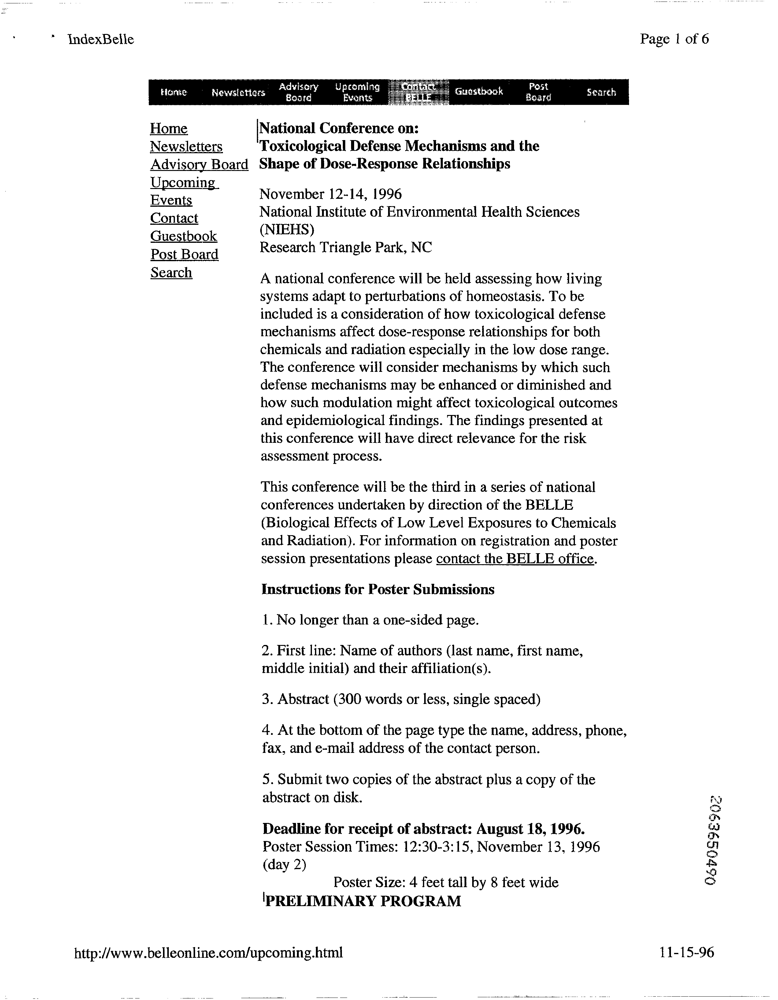 IndexBelle
Page 1 of 6
Home Newsletters Advisory Board Upcoming Events Contact BELLE Guestbook Post Board Search
Home
Newsletters
Advisory Board
Upcoming
Events
Contact
Guestbook
Post Board
Search
National Conference on:
Toxicological Defense Mechanisms and the
Shape of Dose-Response Relationships
November 12-14, 1996
National Institute of Environmental Health Sciences
(NIEHS)
Research Triangle Park, NC
A national conference will be held assessing how living
systems adapt to perturbations of homeostasis. To be
included is a consideration of how toxicological defense
mechanisms affect dose-response relationships for both
chemicals and radiation especially in the low dose range.
The conference will consider mechanisms by which such
defense mechanisms may be enhanced or diminished and
how such modulation might affect toxicological outcomes
and epidemiological findings. The findings presented at
this conference will have direct relevance for the risk
assessment process.
This conference will be the third in a series of national
conferences undertaken by direction of the BELLE
(Biological Effects of Low Level Exposures to Chemicals
and Radiation). For information on registration and poster
session presentations please contact the BELLE office.
Instructions for Poster Submissions
1. No longer than a one-sided page.
2. First line: Name of authors (last name, first name,
middle initial) and their affiliation(s).
3. Abstract (300 words or less, single spaced)
4. At the bottom of the page type the name, address, phone,
fax, and e-mail address of the contact person.
5. Submit two copies of the abstract plus a copy of the
abstract on disk.
Deadline for receipt of abstract: August 18, 1996.
Poster Session Times: 12:30-3:15, November 13, 1996
(day 2)
Poster Size: 4 feet tall by 8 feet wide
PRELIMINARY PROGRAM
2063650490
http://www.belleonline.com/upcoming.html
11-15-96